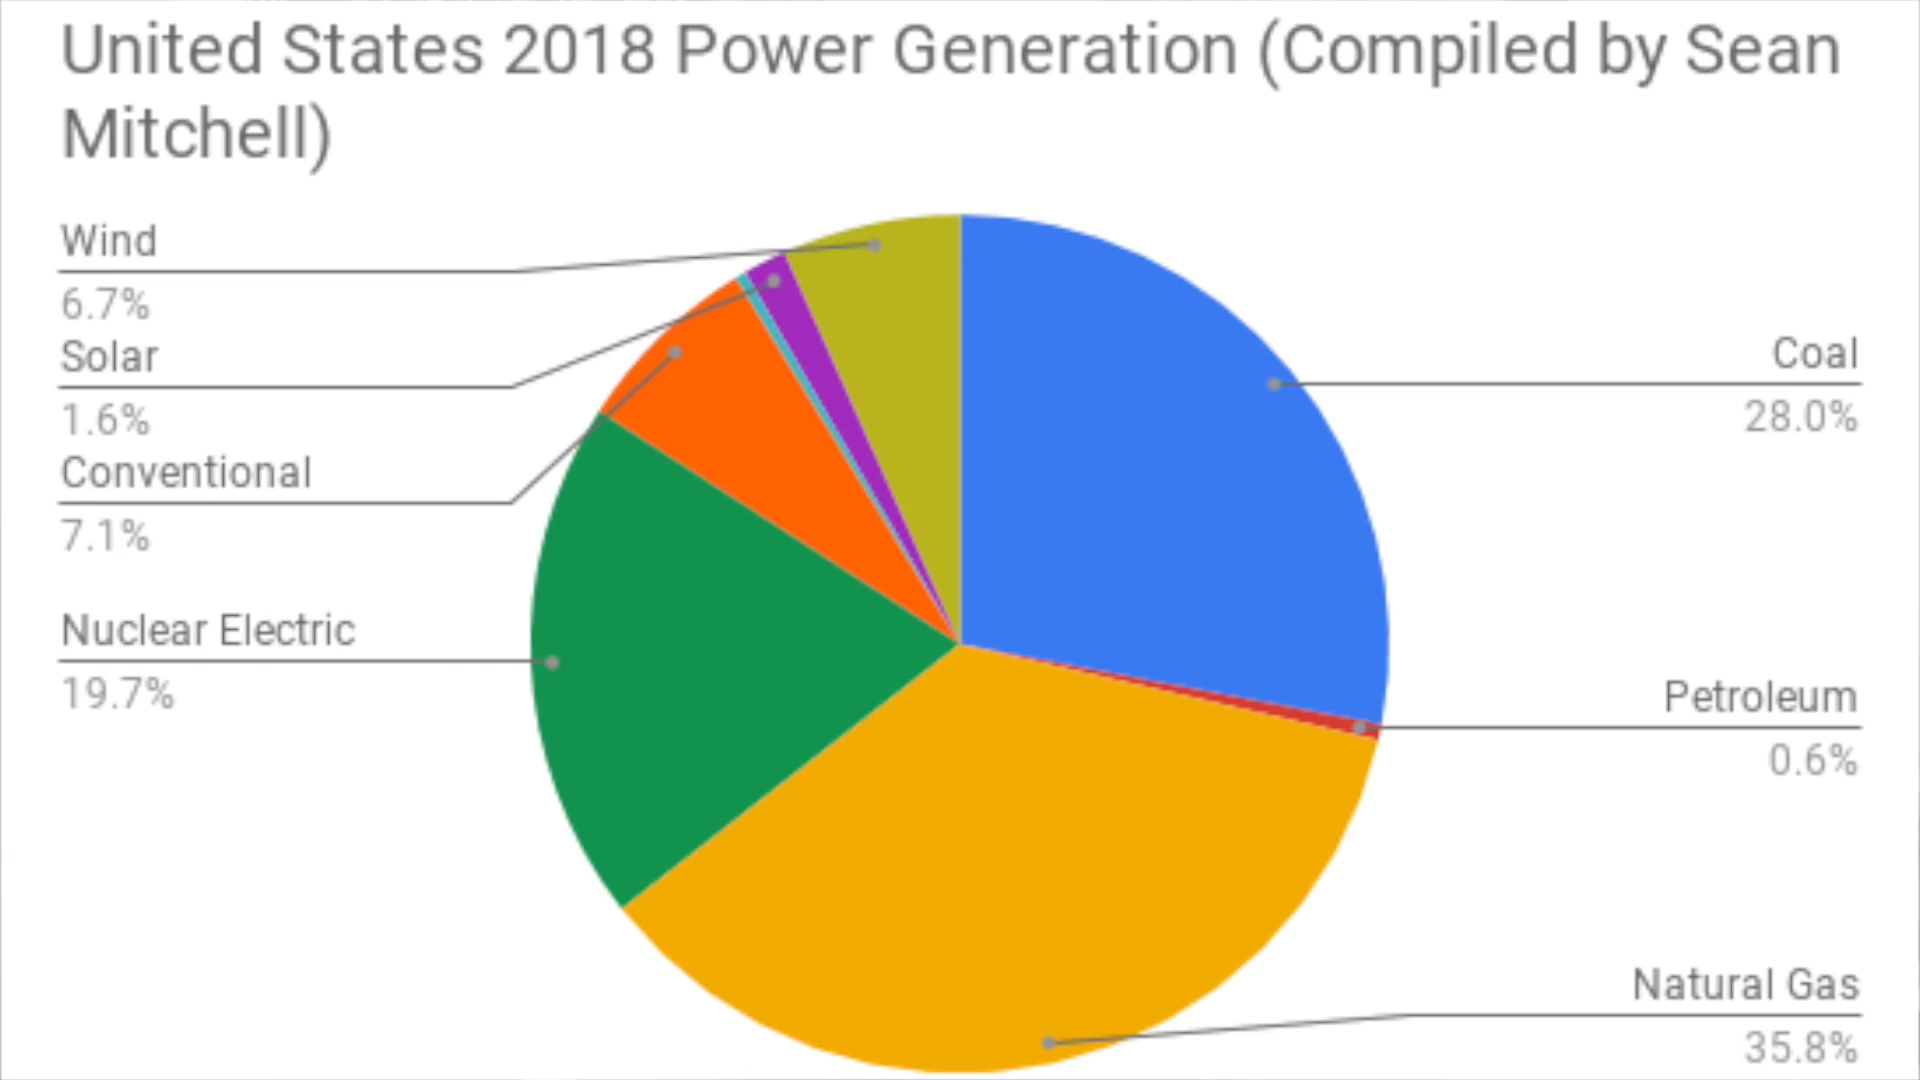 United States 2018 Power Generation (Compiled by Sean
Mitchell)
Wind
6.7%
Solar
1.6%
Conventional
7.1%
Nuclear Electric
19.7%
Coal
28.0%
Petroleum
0.6%
Natural Gas
35.8%